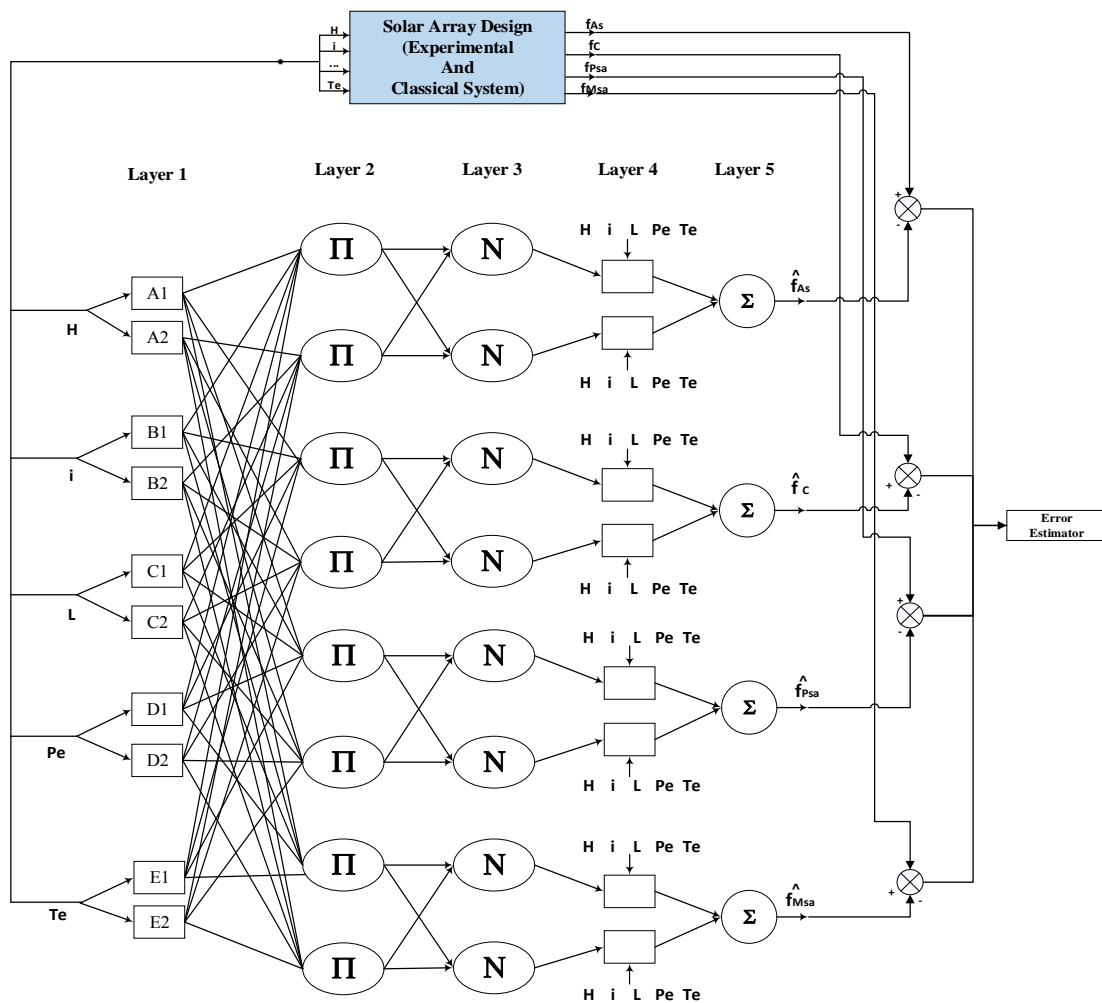 H
i
...
Te
Solar Array Design
(Experimental
And
Classical System)
fAs
fC
fPsa
fMsa
Layer 1
Layer 2
Layer 3
Layer 4
Layer 5
H
A1
A2
i
B1
B2
L
C1
C2
Pe
D1
D2
Te
E1
E2
Π
Π
Π
Π
Π
Π
Π
Π
N
N
N
N
N
N
N
N
H i L Pe Te
H i L Pe Te
H i L Pe Te
H i L Pe Te
H i L Pe Te
H i L Pe Te
H i L Pe Te
H i L Pe Te
Σ
Σ
Σ
Σ
f̂As
f̂C
f̂Psa
f̂Msa
+
-
+
-
+
-
+
-
Error
Estimator